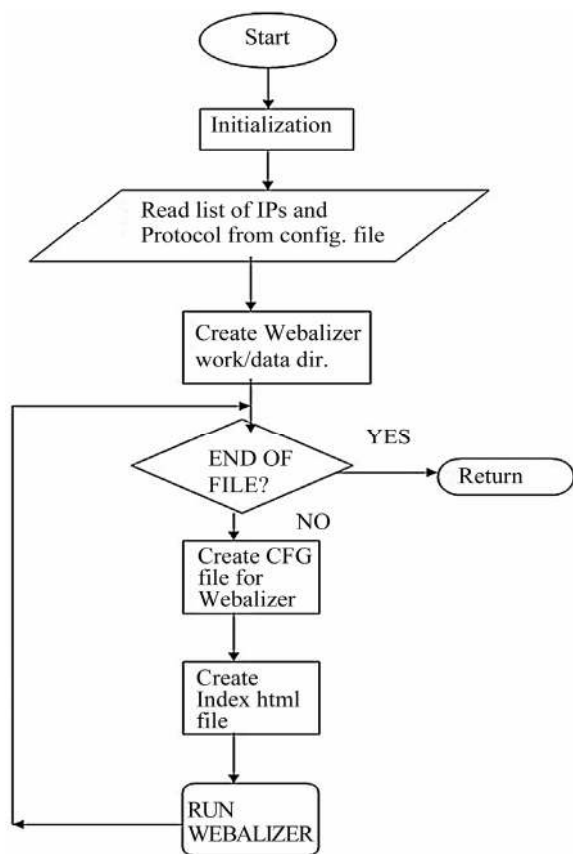 Start
Initialization
Read list of IPs and
Protocol from config. file
Create Webalizer
work/data dir.
YES
END OF
FILE?
Return
NO
Create CFG
file for
Webalizer
Create
Index html
file
RUN
WEBALIZER